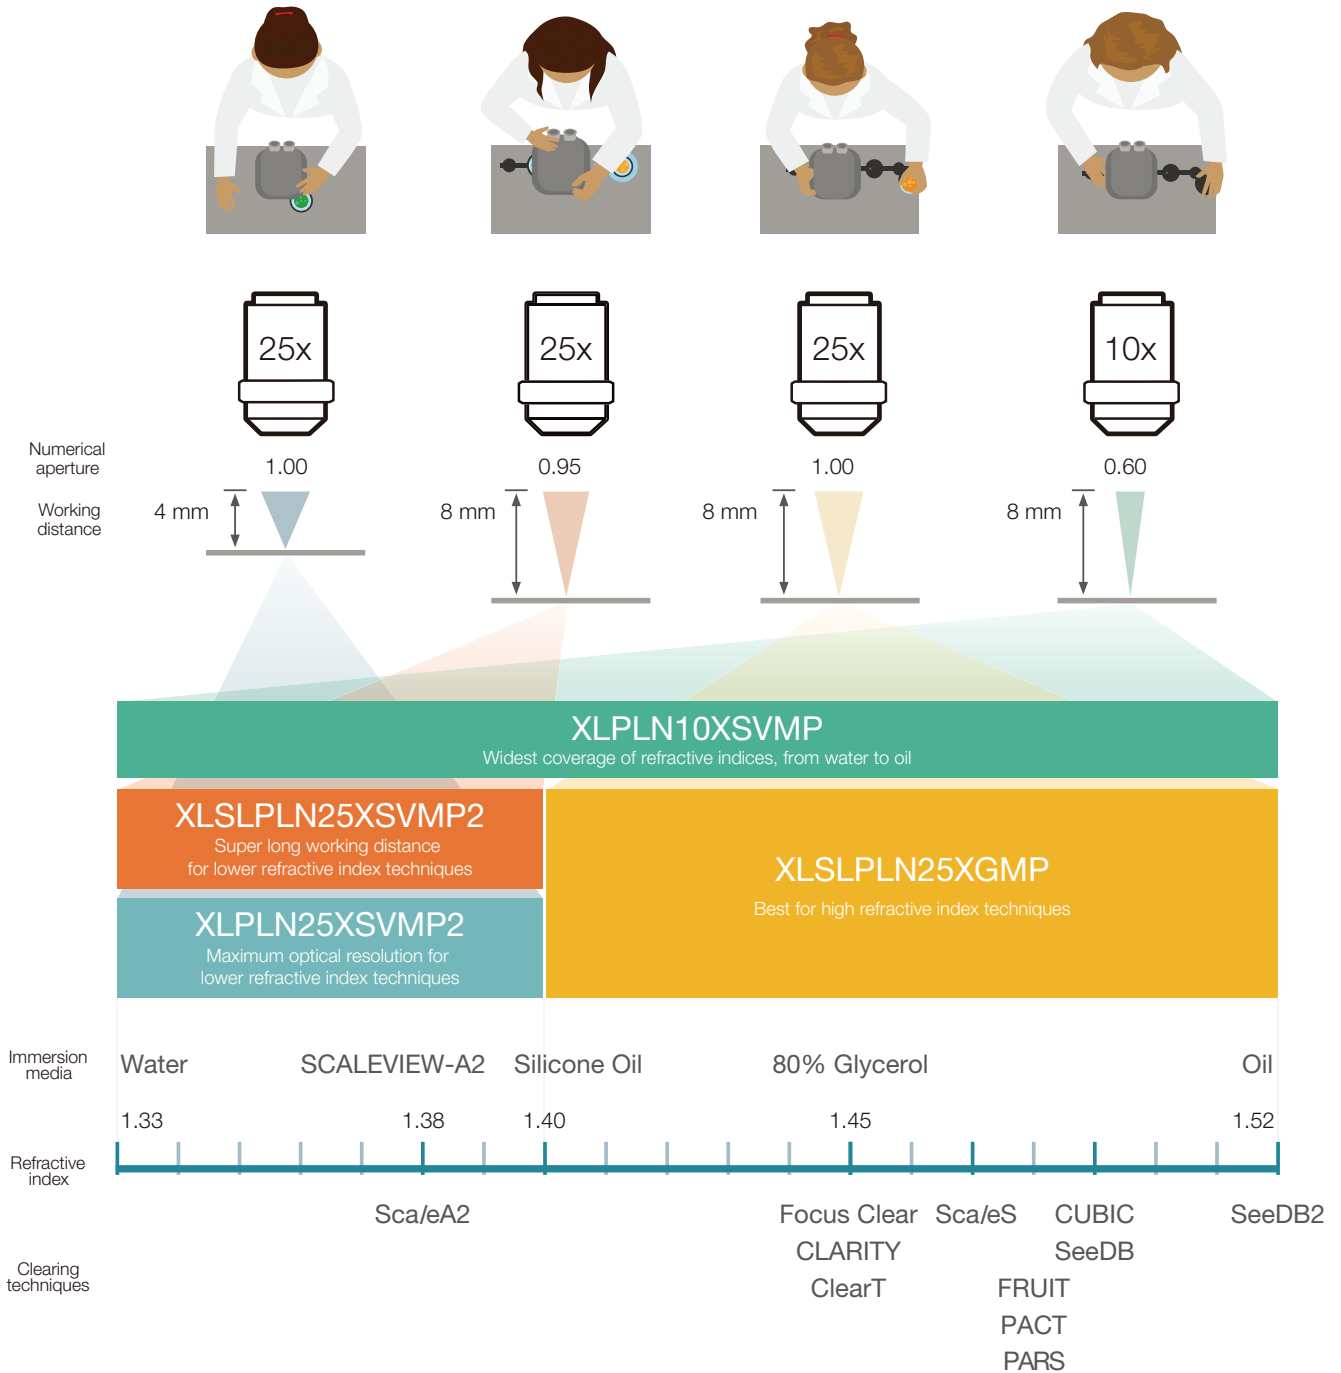 25x
25x
25x
10x
Numerical
aperture
1.00
0.95
1.00
0.60
Working
distance
4 mm
8 mm
8 mm
8 mm
XLPLN10XSVMP
Widest coverage of refractive indices, from water to oil
XLSLPLN25XSVMP2
Super long working distance
for lower refractive index techniques
XLSLPLN25XGMP
Best for high refractive index techniques
XLPLN25XSVMP2
Maximum optical resolution for
lower refractive index techniques
Immersion
media
Water
SCALEVIEW-A2
Silicone Oil
80% Glycerol
Oil
1.33
1.38
1.40
1.45
1.52
Refractive
index
Clearing
techniques
Sca/eA2
Focus Clear
Sca/eS
CUBIC
SeeDB2
CLARITY
SeeDB
ClearT
FRUIT
PACT
PARS